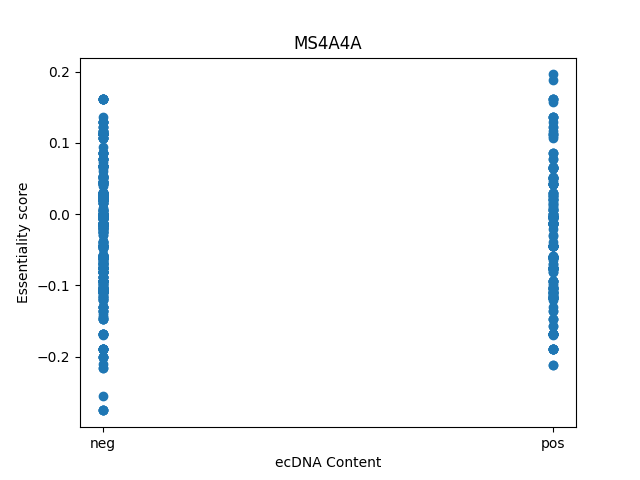 MS4A4A
0.2
0.1
0.0
−0.1
−0.2
Essentiality score
neg
pos
ecDNA Content